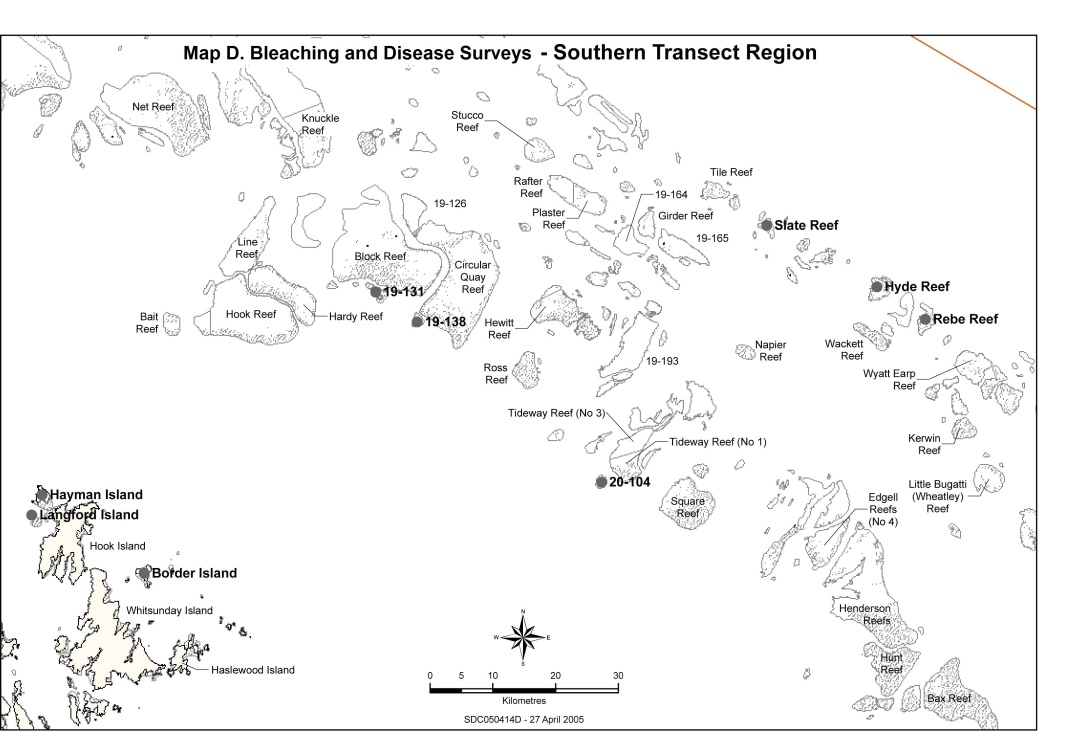 Map D. Bleaching and Disease Surveys - Southern Transect Region
Net Reef
Knuckle
Reef
Stucco
Reef
Tile Reef
Rafter
Reef
19-164
19-126
Plaster
Reef
Girder Reef
Slate Reef
19-165
Line
Reef
Block Reef
Circular
Quay
Reef
19-131
Hyde Reef
Hook Reef
Hardy Reef
Bait
Reef
19-138
Hewitt
Reef
Rebe Reef
Napier
Reef
Wackett
Reef
19-193
Ross
Reef
Wyatt Earp
Reef
Tideway Reef (No 3)
Tideway Reef (No 1)
Kerwin
Reef
20-104
Square
Reef
Little Bugatti
(Wheatley)
Reef
Edgell
Reefs
(No 4)
Hayman Island
Langford Island
Hook Island
Border Island
Whitsunday Island
Haslewood Island
Henderson
Reefs
Hunt
Reef
Bax Reef
N
W
E
S
0 5 10 20 30
Kilometres
SDC050414D - 27 April 2005